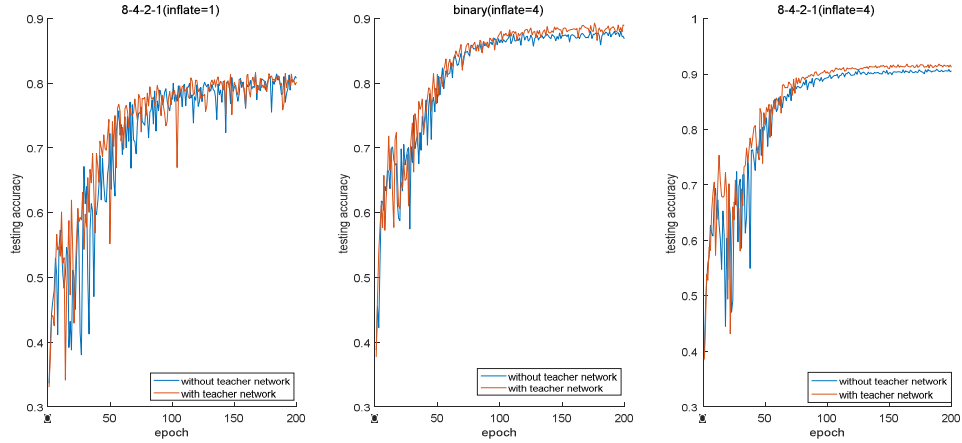 8-4-2-1(inflate=1)
0.9
0.8
0.7
0.6
0.5
0.4
0.3
testing accuracy
50
100
150
200
epoch
without teacher network
with teacher network
binary(inflate=4)
0.9
0.8
0.7
0.6
0.5
0.4
0.3
testing accuracy
50
100
150
200
epoch
without teacher network
with teacher network
8-4-2-1(inflate=4)
1
0.9
0.8
0.7
0.6
0.5
0.4
0.3
testing accuracy
50
100
150
200
epoch
without teacher network
with teacher network